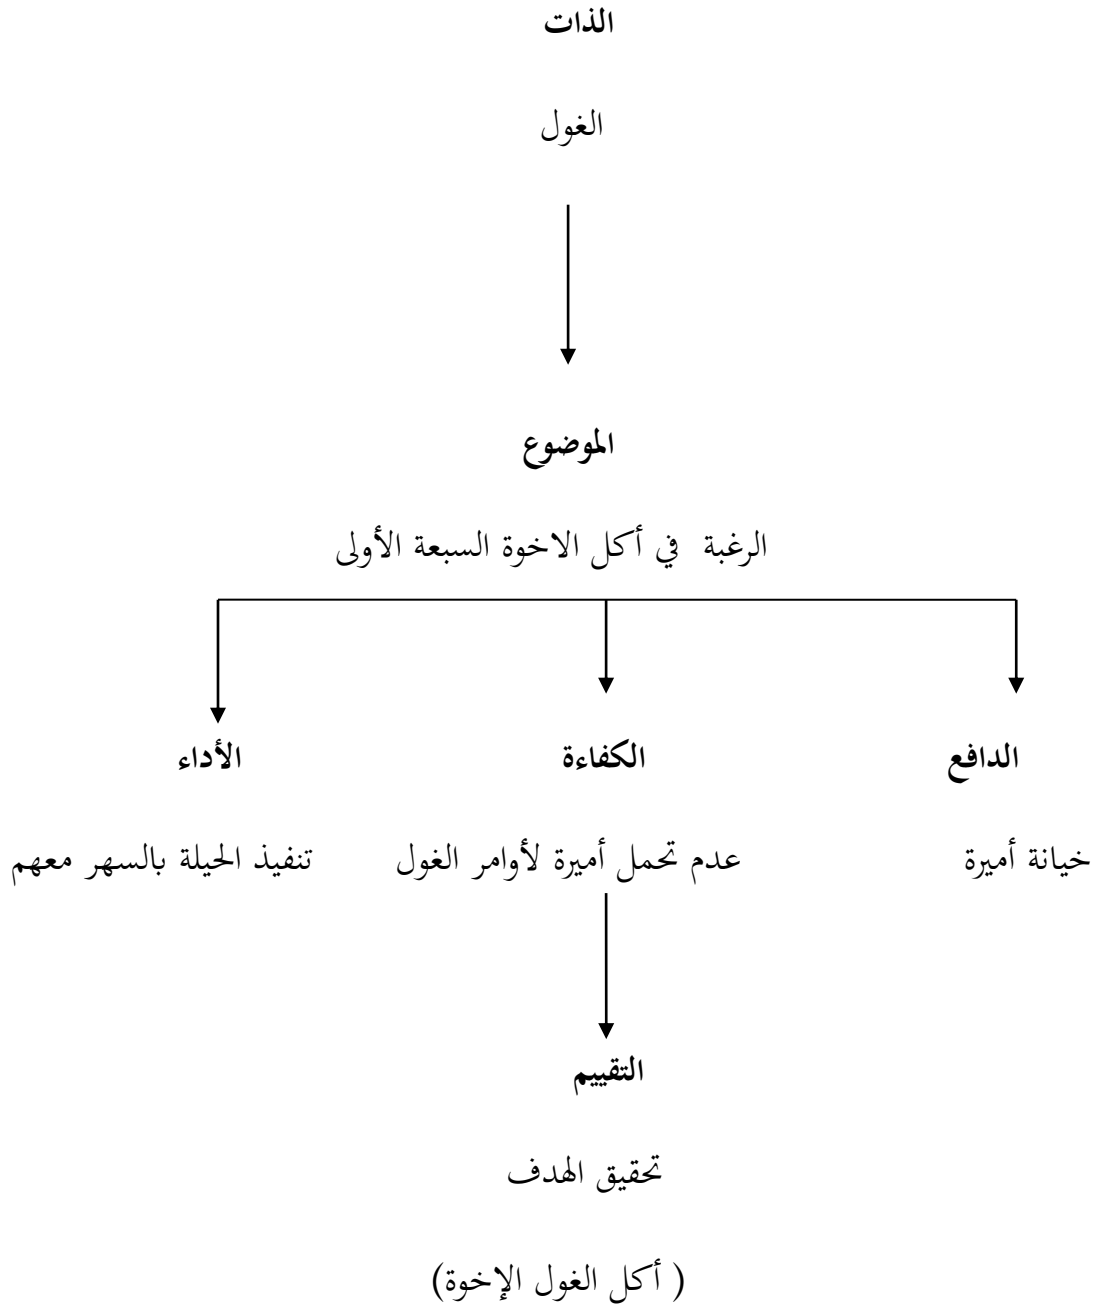 الذات
الغول
الموضوع
الرغبة في أكل الاخوة السبعة الأولى
الدافع الكفاءة الأداء
خيانة أميرة عدم تحمل أميرة لأوامر الغول تنفيذ الحيلة بالسهر معهم
التقييم
تحقيق الهدف
( أكل الغول الإخوة)